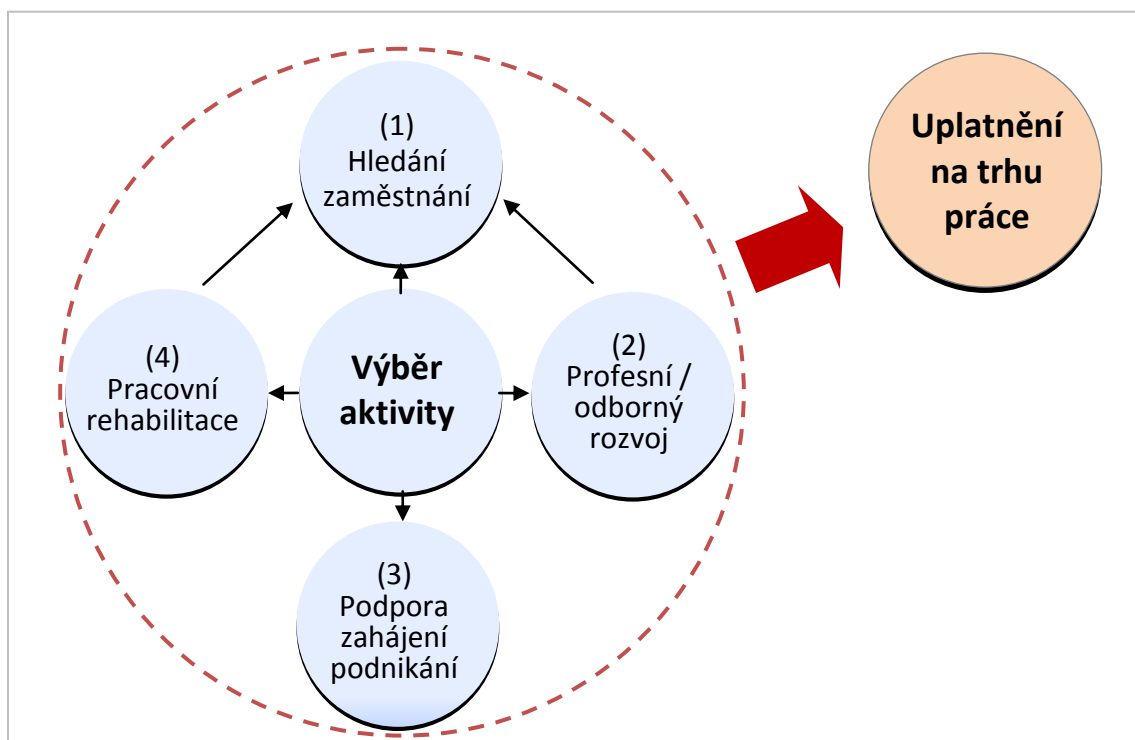 (1)
Hledání
zaměstnání
Uplatnění
na trhu
práce
(4)
Pracovní
rehabilitace
Výběr
aktivity
(2)
Profesní /
odborný
rozvoj
(3)
Podpora
zahájení
podnikání